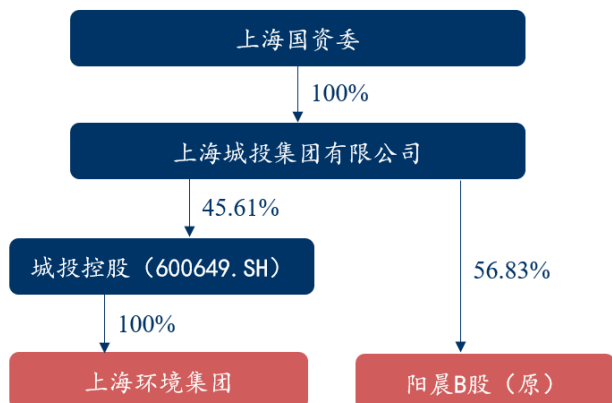 上海国资委
100%
上海城投集团有限公司
45.61%
城投控股（600649.SH）
56.83%
100%
上海环境集团
阳晨B股（原）